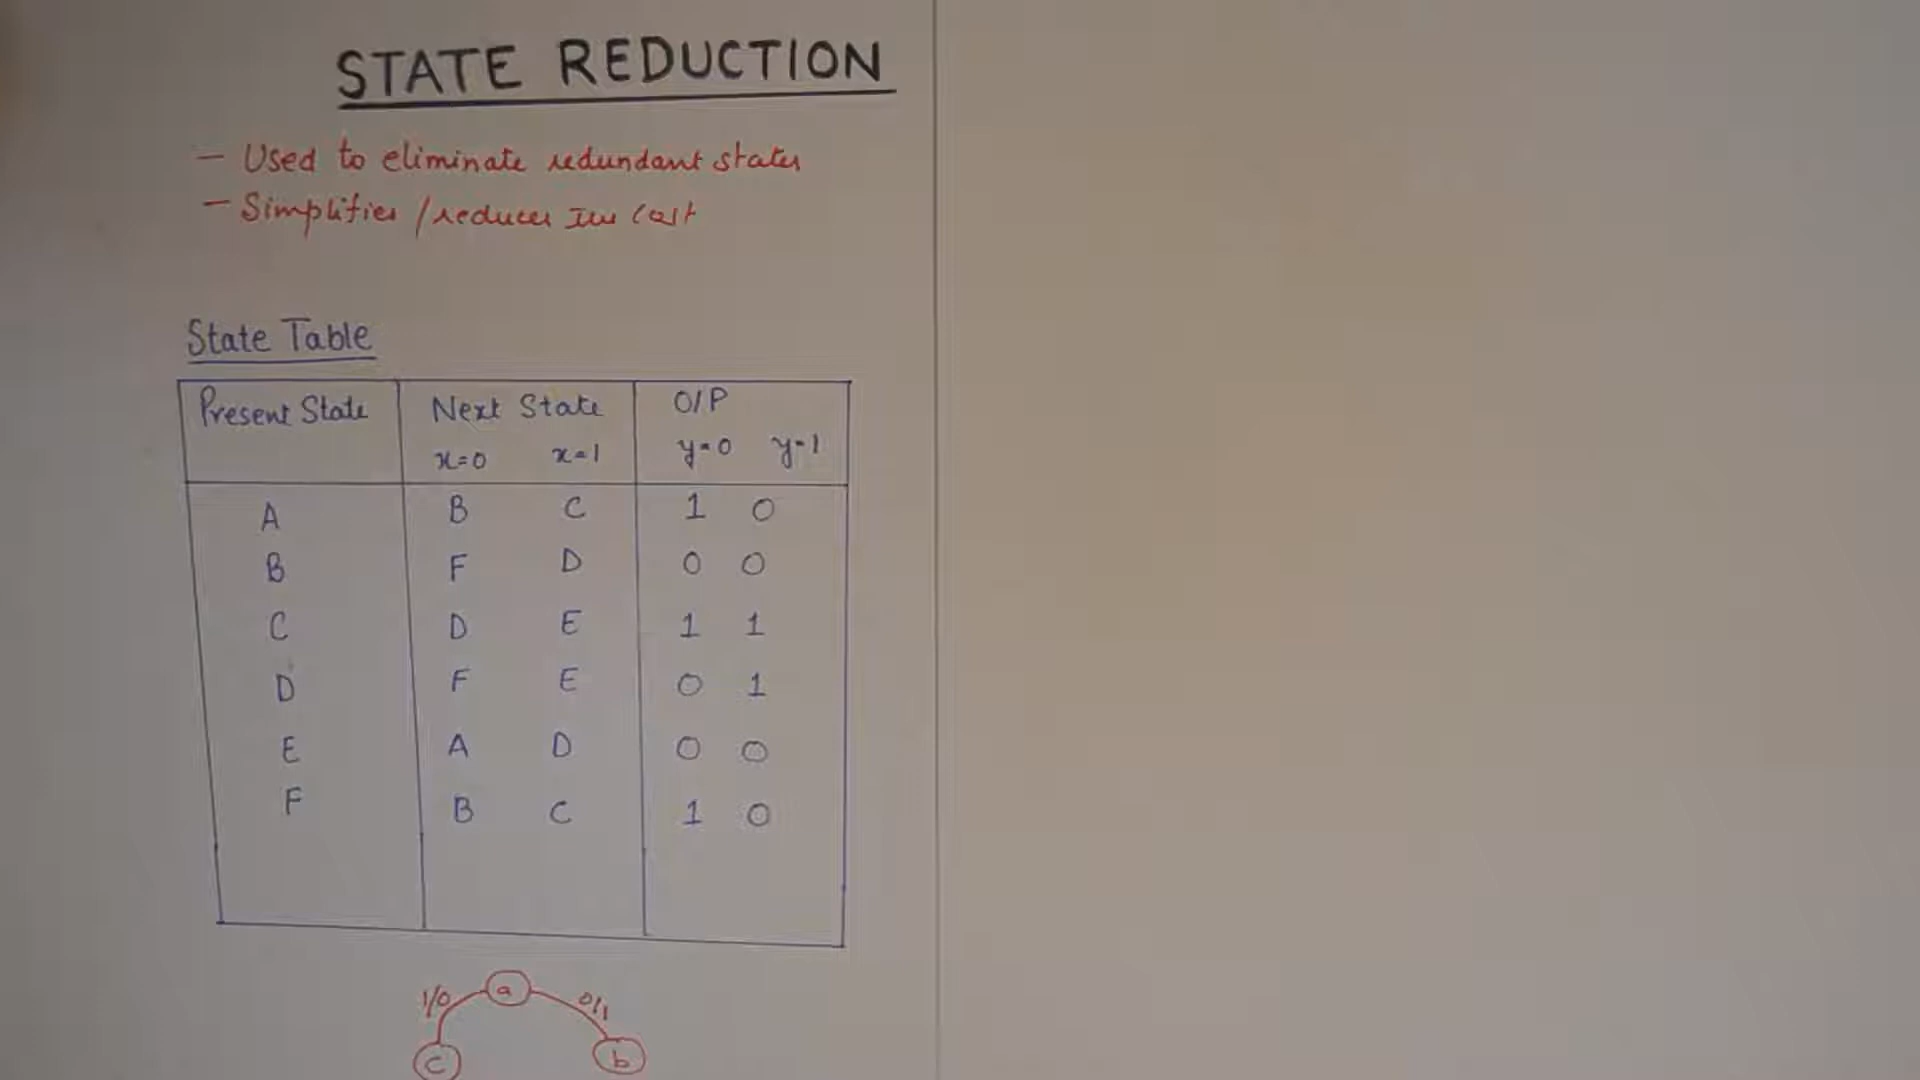 STATE REDUCTION
- Used to eliminate redundant states
- Simplifies / reduces cost
State Table
Present State Next State O/P
x=0 x=1 y=0 y=1
A B C 1 0
B F D 0 0
C D E 1 1
D F E 0 1
E A D 0 0
F B C 1 0
1/0 a 0/1
c b